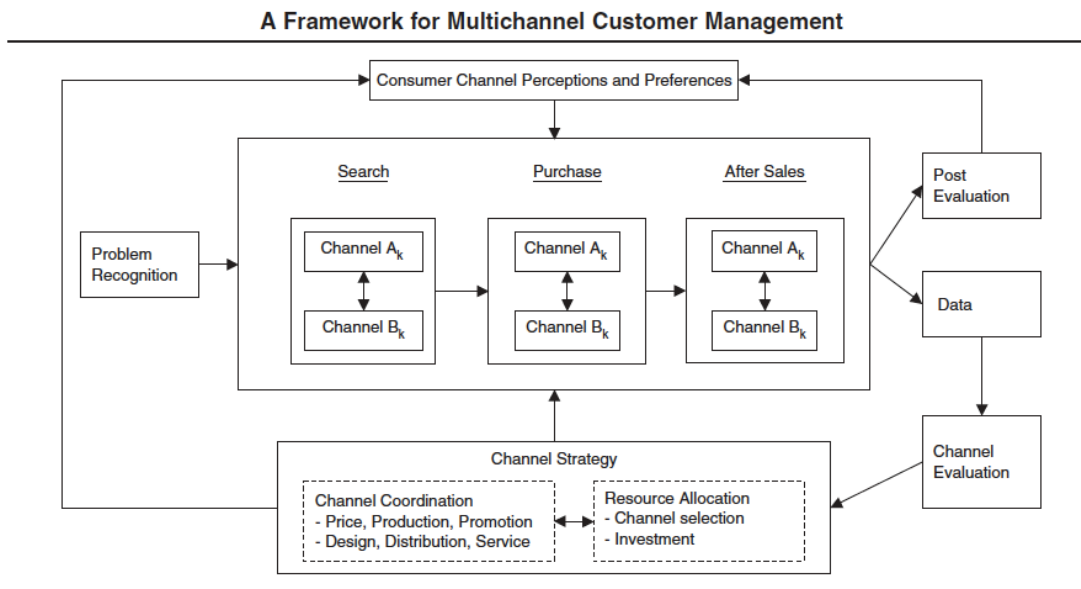 A Framework for Multichannel Customer Management
Consumer Channel Perceptions and Preferences
Search
Purchase
After Sales
Post
Evaluation
Problem
Recognition
Channel Ak
Channel Bk
Channel Ak
Channel Bk
Channel Ak
Channel Bk
Data
Channel
Evaluation
Channel Strategy
Channel Coordination
- Price, Production, Promotion
- Design, Distribution, Service
Resource Allocation
- Channel selection
- Investment